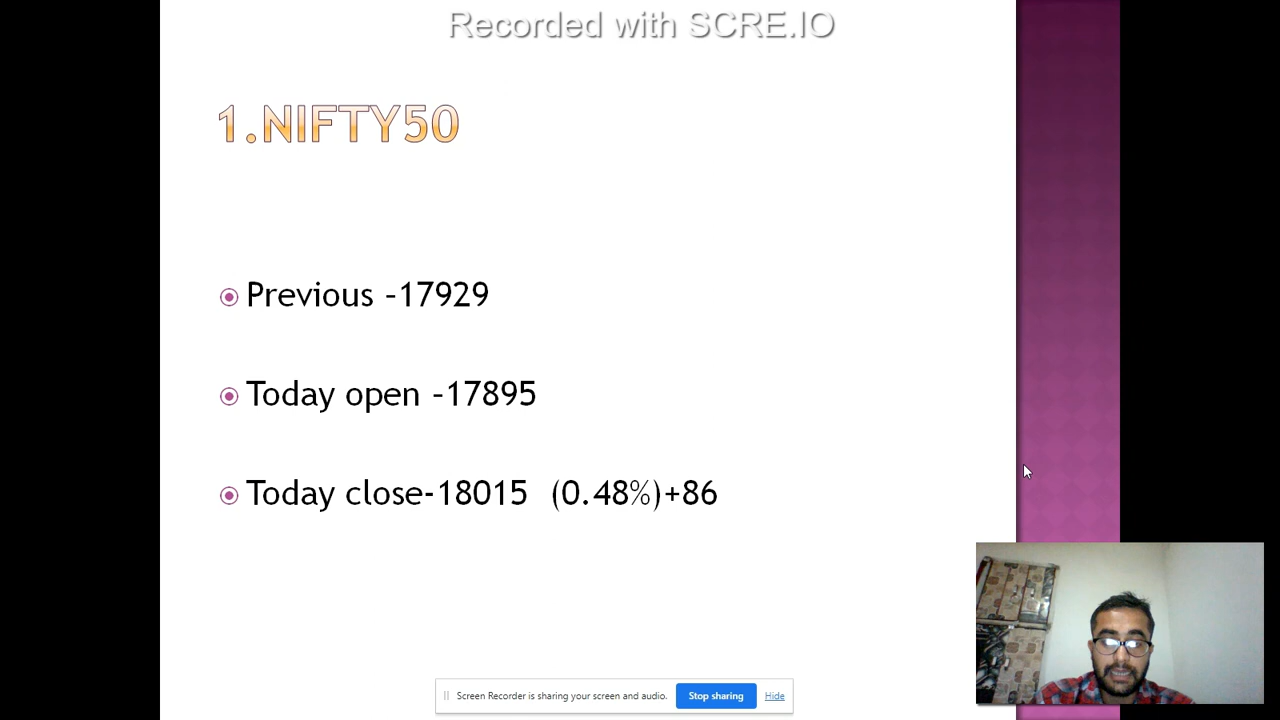 Recorded with SCRE.IO
1.NIFTY50
Previous -17929
Today open -17895
Today close-18015 (0.48%)+86
Screen Recorder is sharing your screen and audio. Stop sharing Hide